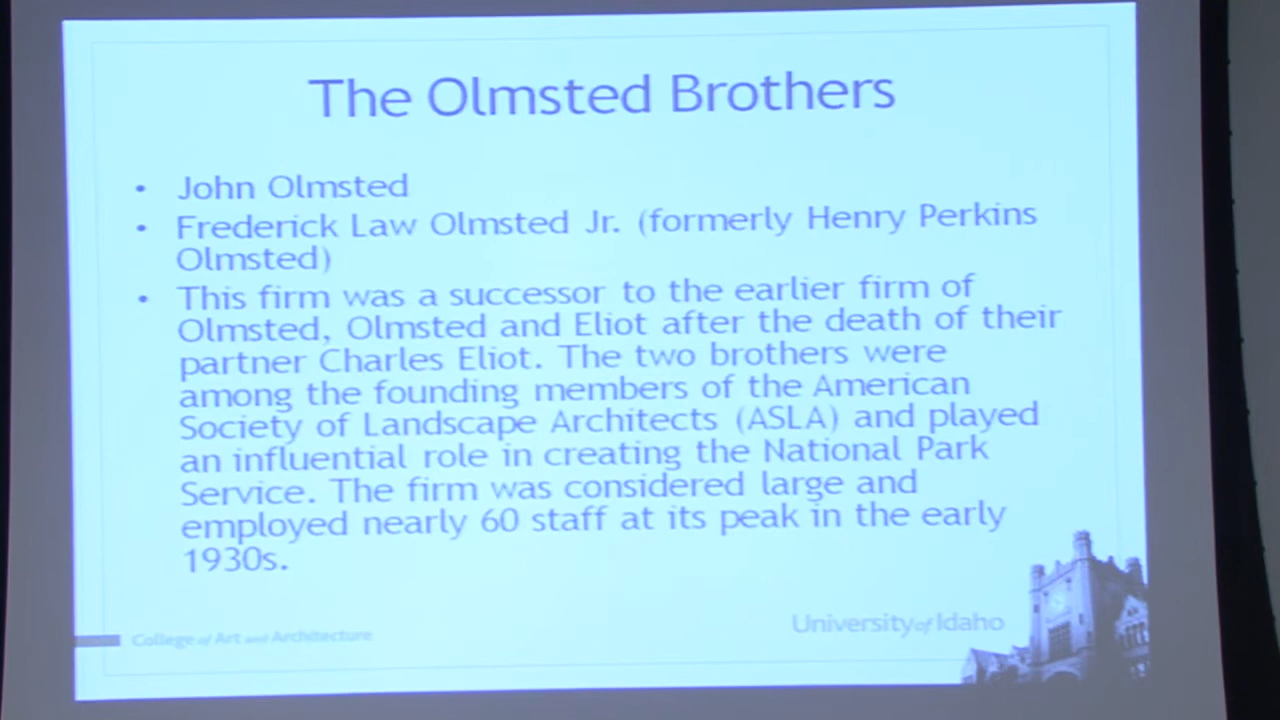 The Olmsted Brothers
• John Olmsted
• Frederick Law Olmsted Jr. (formerly Henry Perkins
Olmsted)
• This firm was a successor to the earlier firm of
Olmsted, Olmsted and Eliot after the death of their
partner Charles Eliot. The two brothers were
among the founding members of the American
Society of Landscape Architects (ASLA) and played
an influential role in creating the National Park
Service. The firm was considered large and
employed nearly 60 staff at its peak in the early
1930s.
College of Art and Architecture
University of Idaho